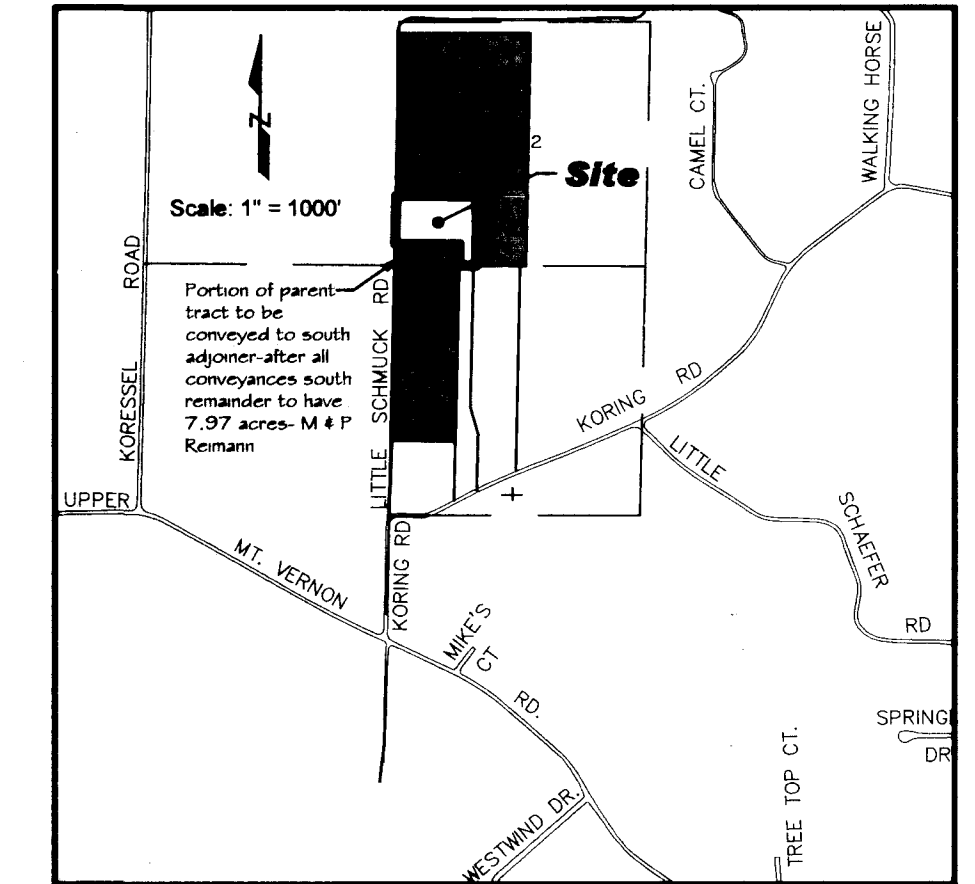 WALKING HORSE
CAMEL CT.
2
Site
Scale: 1" = 1000'
N
KORESSEL ROAD
Portion of parent
tract to be
conveyed to south
adjoiner-after all
conveyances south
remainder to have
7.97 acres- M & P
Reimann
LITTLE SCHMUCK RD
KORING RD
UPPER
MT. VERNON
KORING RD
LITTLE
SCHAEFER
RD
MIKE'S
CT
RD.
SPRING
DR
TREE TOP CT.
WESTWIND DR.